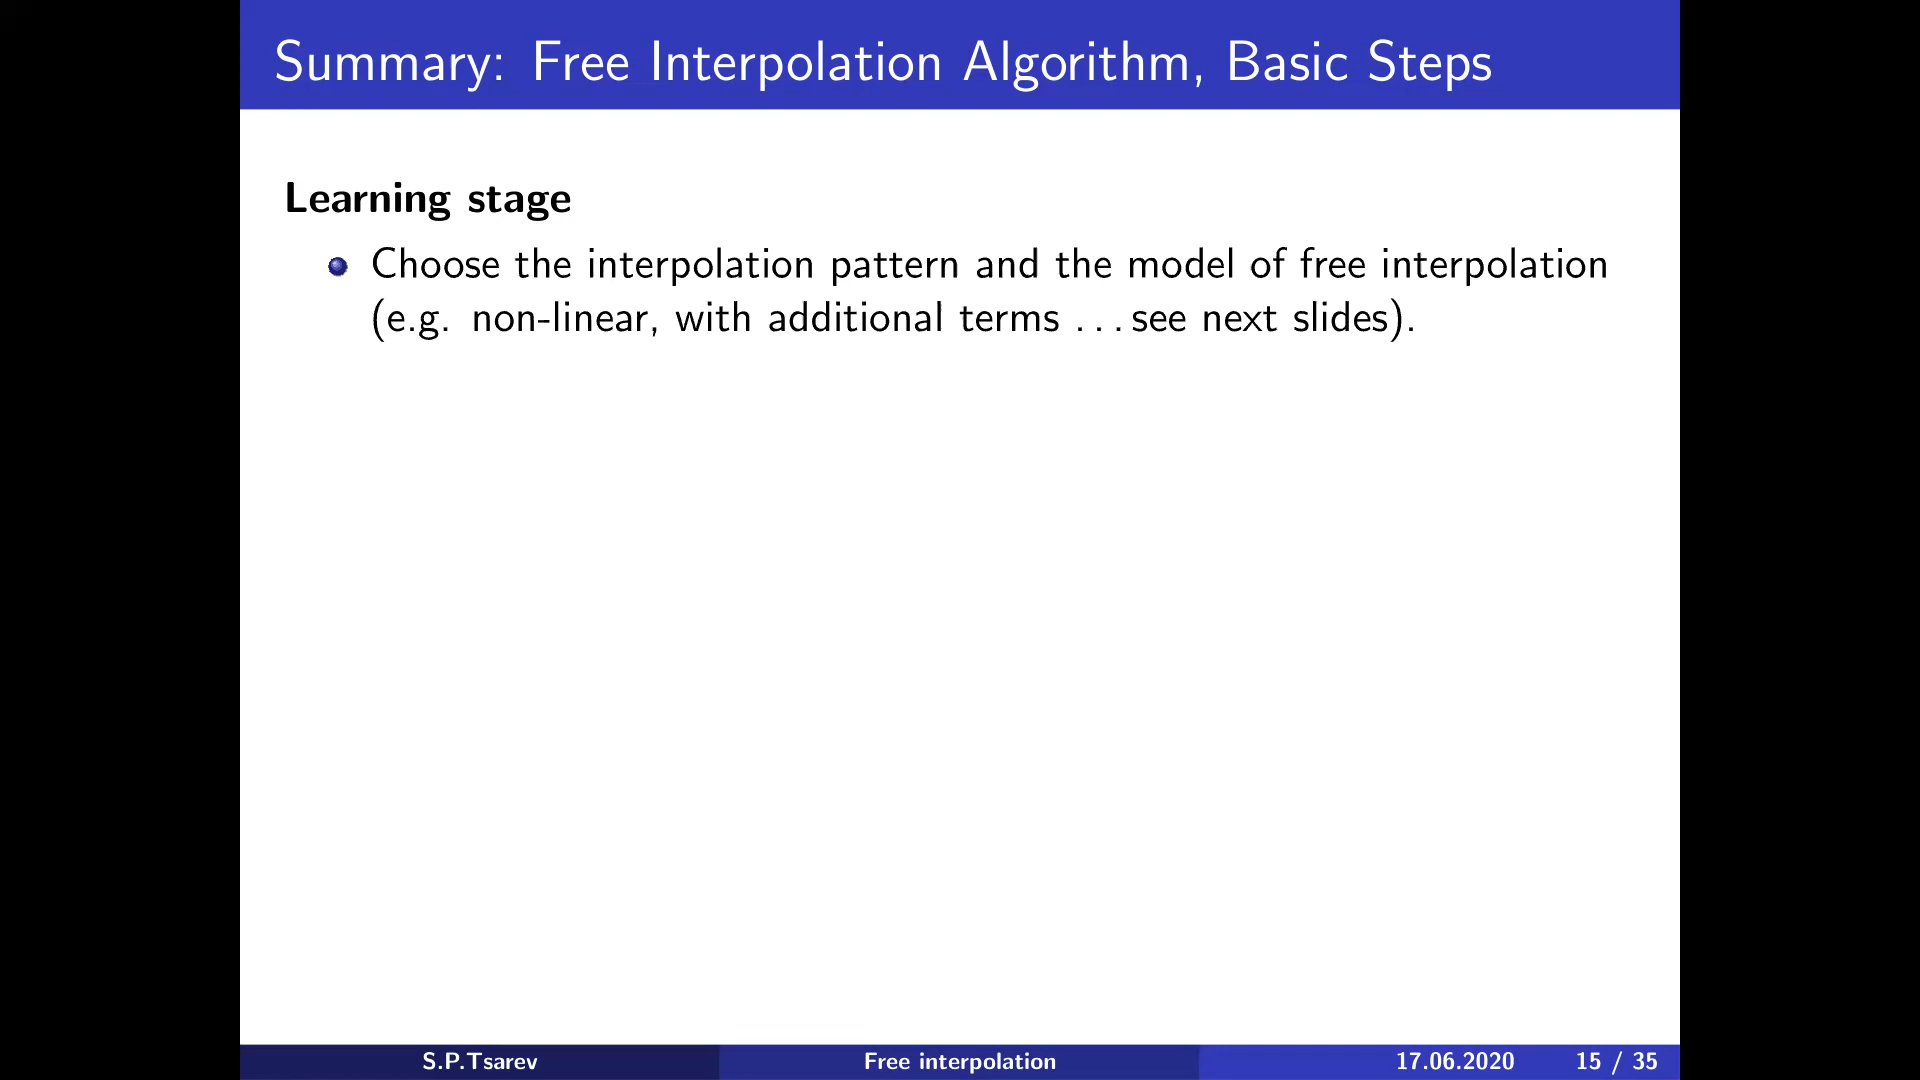 Summary: Free Interpolation Algorithm, Basic Steps
Learning stage
Choose the interpolation pattern and the model of free interpolation
(e.g. non-linear, with additional terms ... see next slides).
S.P.Tsarev Free interpolation 17.06.2020 15 / 35